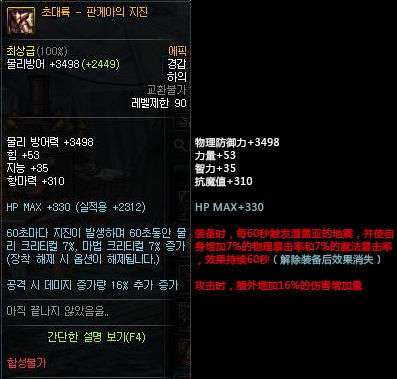 초대륙 - 판게아의 지진
최상급(100%) 에픽
물리방어 +3498(+2449) 경갑
하의
교환불가
레벨제한 90
물리 방어력 +3498
힘 +53
지능 +35
항마력 +310
HP MAX +330 (실적용 +2312)
60초마다 지진이 발생하며 60초동안 물
리 크리티컬 7%, 마법 크리티컬 7% 증가
(장착 해제 시 옵션이 해제됩니다.)
공격 시 데미지 증가량 16% 추가 증가
아직 끝나지 않았음을..
간단한 설명 보기(F4)
합성불가
物理防御力+3498
力量+53
智力+35
抗魔值+310
HP MAX+330
装备时，每60秒触发潘盖亚的地震，并使自
身增加7%的物理暴击率和7%的魔法暴击率
，效果持续60秒（解除装备后效果消失）
攻击时，额外增加16%的伤害增加量